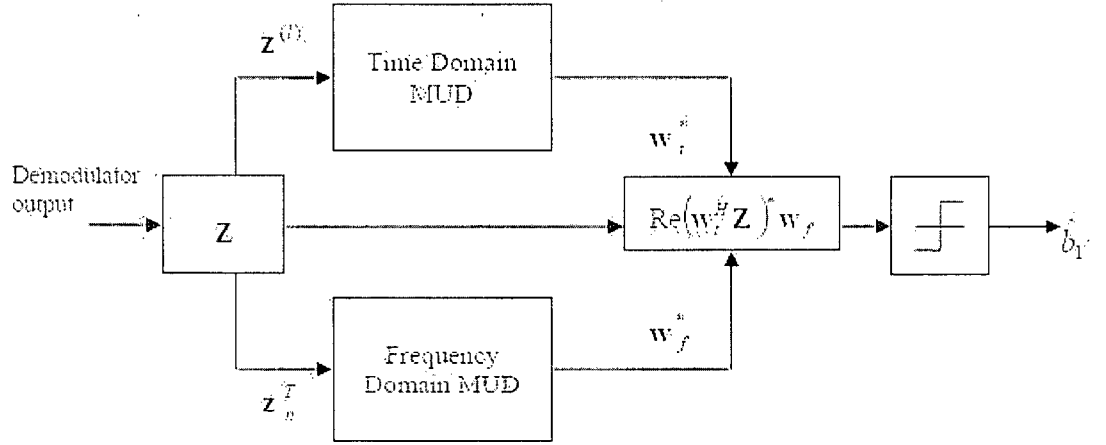 z^(l)
Time Domain
MUD
w_t^*
Demodulator
output
Z
Re(w_t^H Z)^* w_f
b̂_1
w_f^*
Frequency
Domain MUD
z_n^T